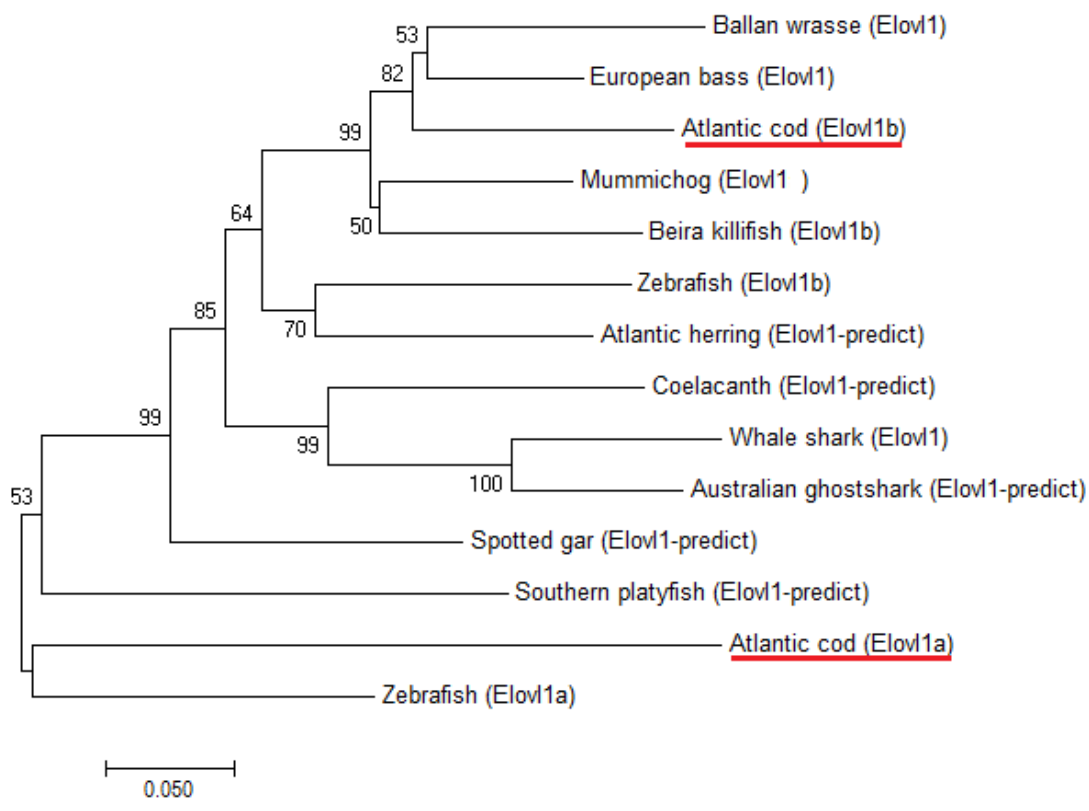 Ballan wrasse (Elovl1)
53
European bass (Elovl1)
82
Atlantic cod (Elovl1b)
99
Mummichog (Elovl1 )
64
50
Beira killifish (Elovl1b)
Zebrafish (Elovl1b)
85
70
Atlantic herring (Elovl1-predict)
Coelacanth (Elovl1-predict)
99
99
Whale shark (Elovl1)
100
Australian ghostshark (Elovl1-predict)
53
Spotted gar (Elovl1-predict)
Southern platyfish (Elovl1-predict)
Atlantic cod (Elovl1a)
Zebrafish (Elovl1a)
0.050